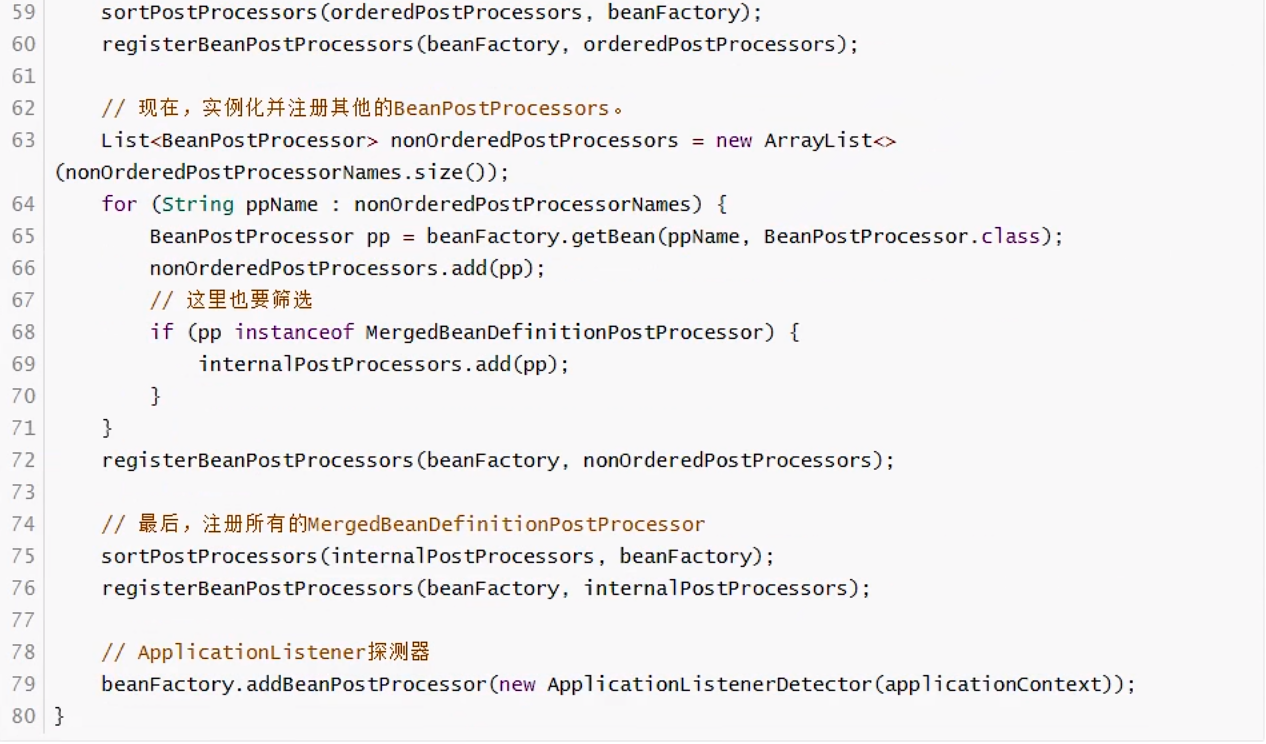 59     sortPostProcessors(orderedPostProcessors, beanFactory);
60     registerBeanPostProcessors(beanFactory, orderedPostProcessors);
61
62     // 现在，实例化并注册其他的BeanPostProcessors。
63     List<BeanPostProcessor> nonOrderedPostProcessors = new ArrayList<>
(nonOrderedPostProcessorNames.size());
64     for (String ppName : nonOrderedPostProcessorNames) {
65         BeanPostProcessor pp = beanFactory.getBean(ppName, BeanPostProcessor.class);
66         nonOrderedPostProcessors.add(pp);
67         // 这里也要筛选
68         if (pp instanceof MergedBeanDefinitionPostProcessor) {
69             internalPostProcessors.add(pp);
70         }
71     }
72     registerBeanPostProcessors(beanFactory, nonOrderedPostProcessors);
73
74     // 最后，注册所有的MergedBeanDefinitionPostProcessor
75     sortPostProcessors(internalPostProcessors, beanFactory);
76     registerBeanPostProcessors(beanFactory, internalPostProcessors);
77
78     // ApplicationListener探测器
79     beanFactory.addBeanPostProcessor(new ApplicationListenerDetector(applicationContext));
80 }